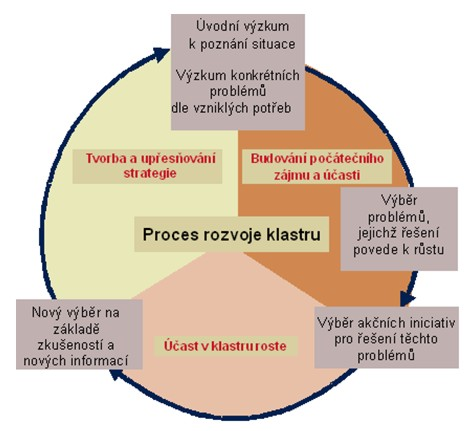 Úvodní výzkum
k poznání situace
Výzkum konkrétních
problémů
dle vzniklých potřeb
Tvorba a upřesňování
strategie
Budování počátečního
zájmu a účasti
Výběr
problémů,
jejichž řešení
povede k růstu
Proces rozvoje klastru
Nový výběr na
základě
zkušeností a
nových informací
Účast v klastru roste
Výběr akčních iniciativ
pro řešení těchto
problémů